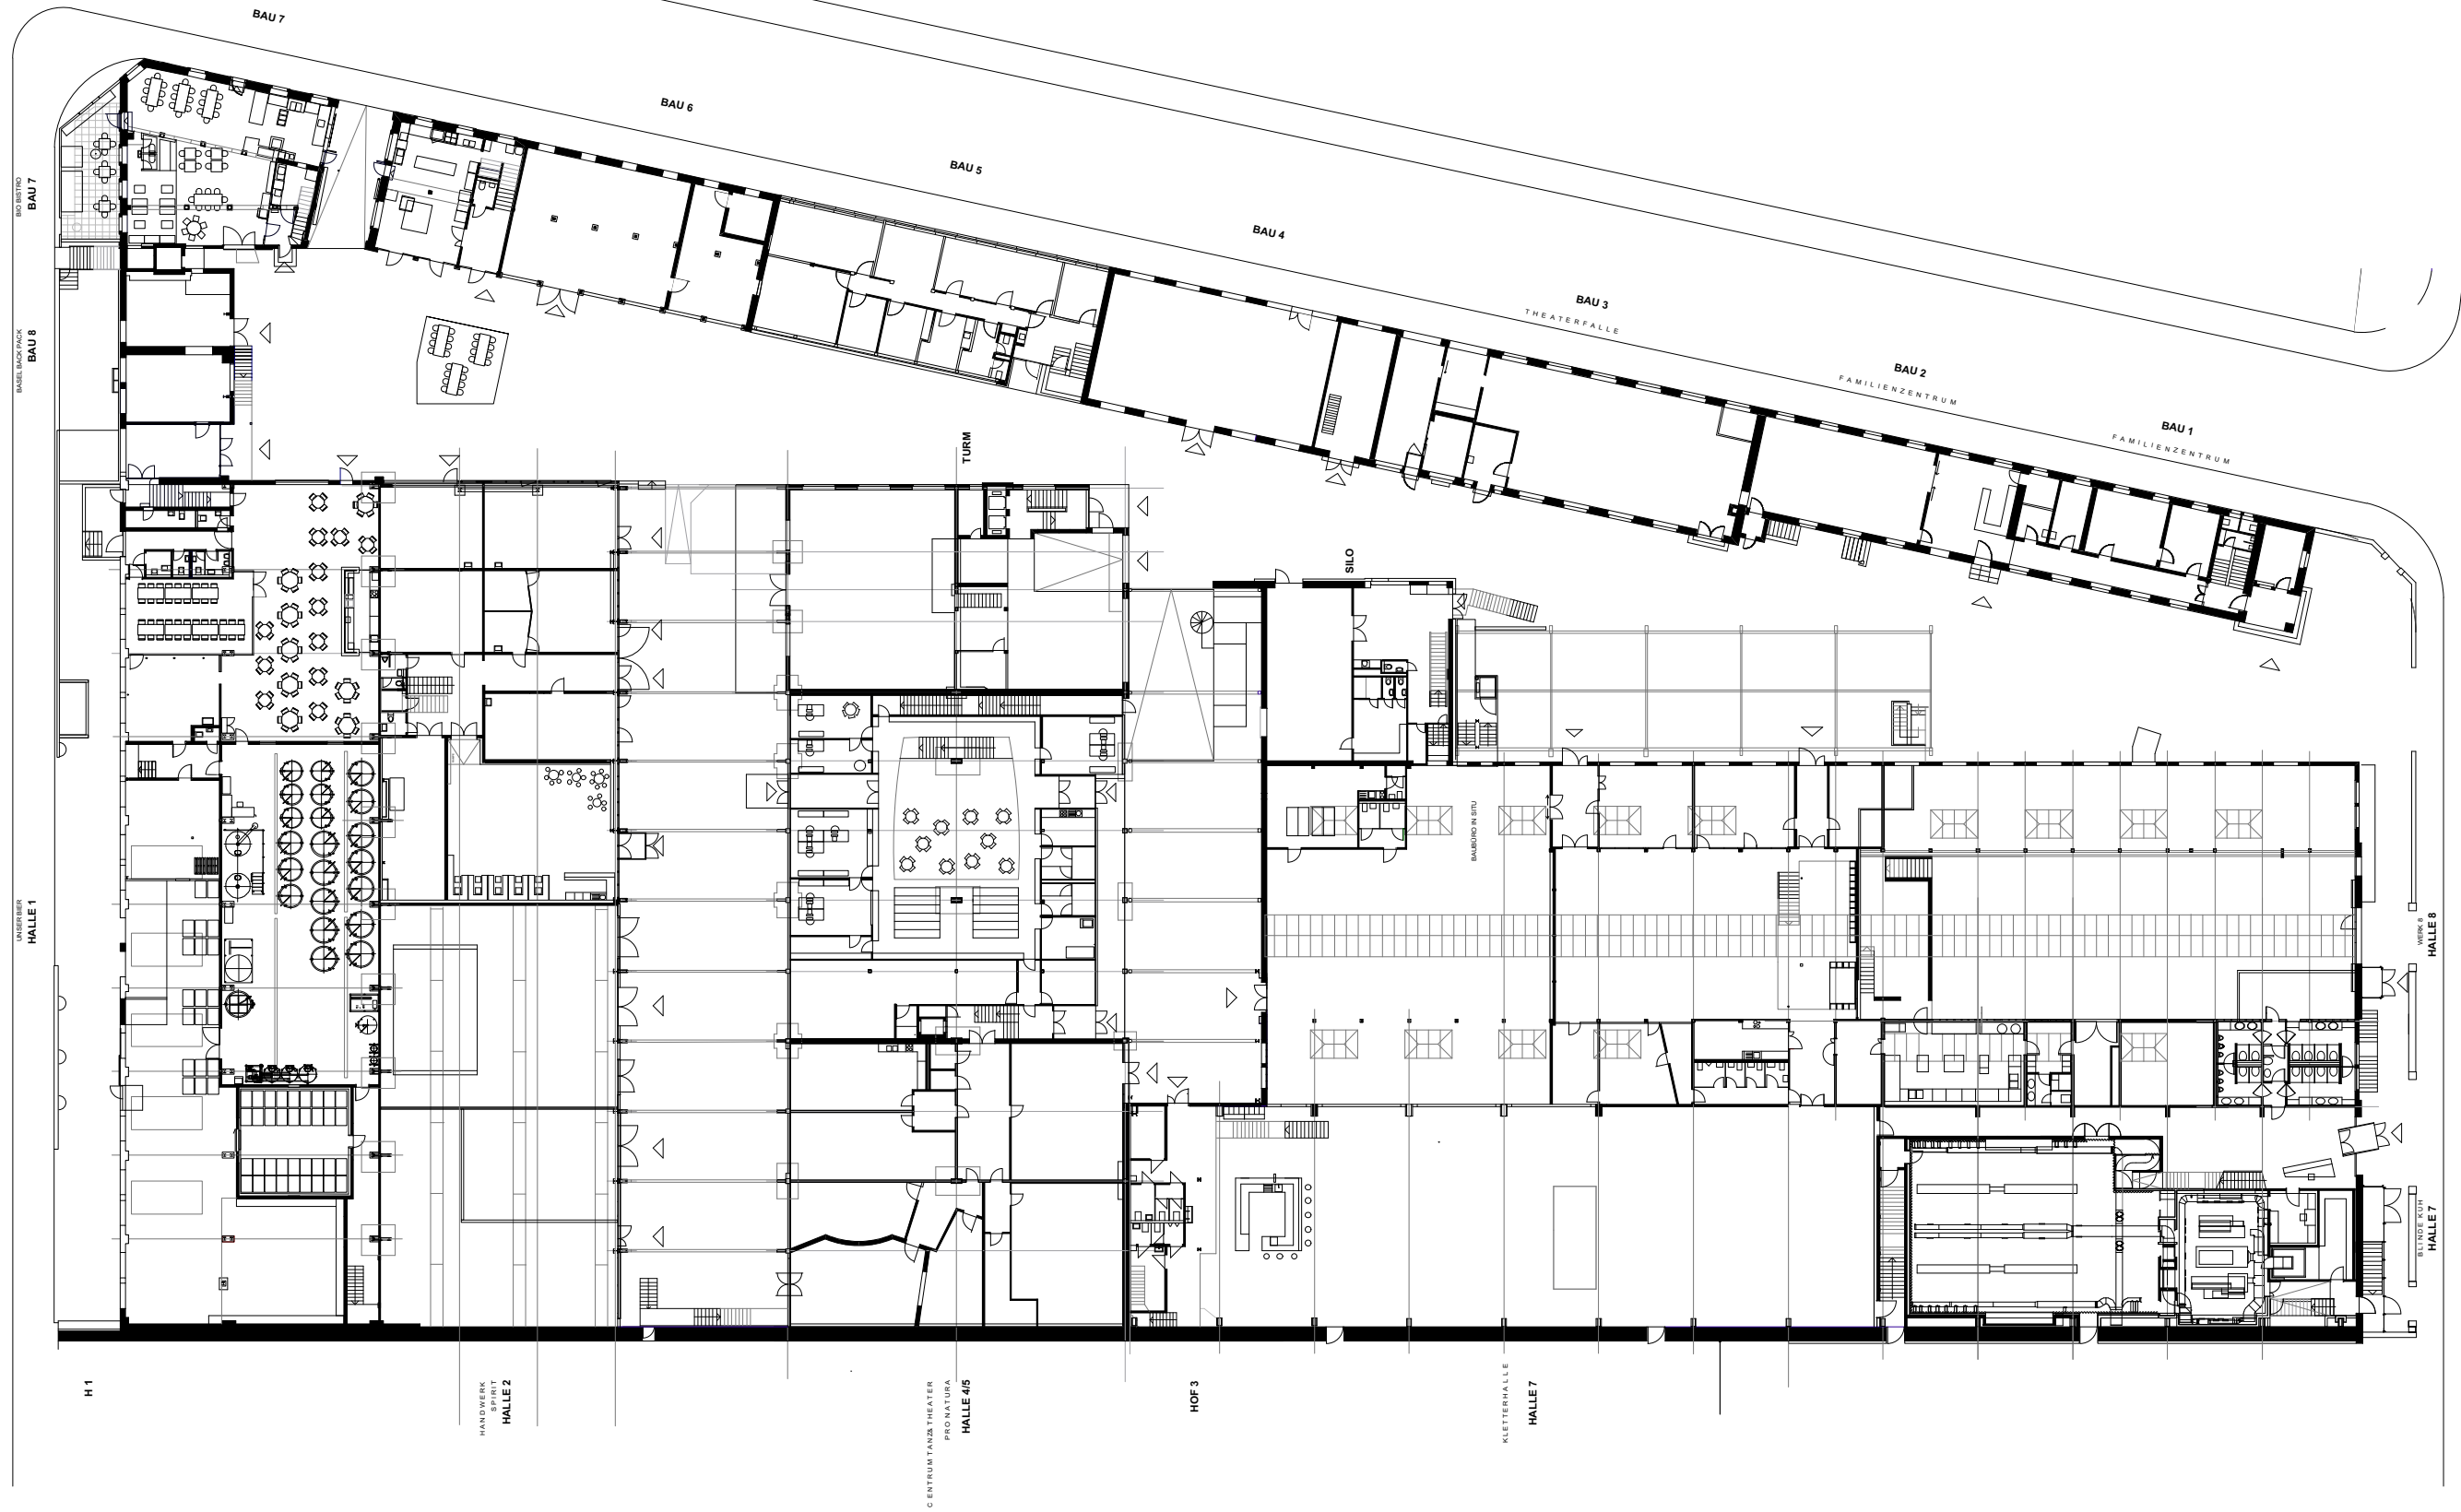 BAU 7
BAU 6
BAU 5
BAU 4
BAU 3
THEATERFALLE
BAU 2
FAMILIENZENTRUM
BAU 1
FAMILIENZENTRUM
BIO BISTRO
BAU 7
BASEL BACK PACK
BAU 8
UNSER BIER
HALLE 1
TURM
SILO
BAUBÜRO IN SITU
WERK 8
HALLE 8
BLINDE KUH
HALLE 7
H 1
HANDWERK
SPIRIT
HALLE 2
CENTRUM TANZ& THEATER
PRO NATURA
HALLE 4/5
HOF 3
KLETTERHALLE
HALLE 7